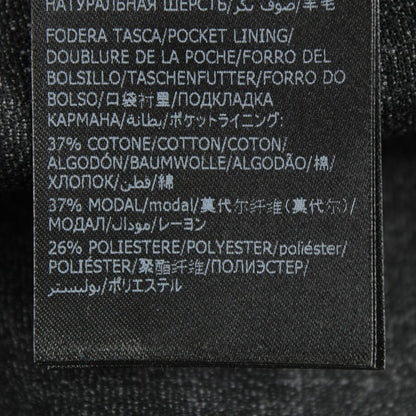 НАТУРАЛЬНАЯ ШЕРСТЬ/صوف بكر/羊毛
FODERA TASCA/POCKET LINING/
DOUBLURE DE LA POCHE/FORRO DEL
BOLSILLO/TASCHENFUTTER/FORRO DO
BOLSO/口袋衬里/ПОДКЛАДКА
КАРМАНА/بطانة/ポケットライニング:
37% COTONE/COTTON/COTON/
ALGODÓN/BAUMWOLLE/ALGODÃO/棉/
ХЛОПОК/قطن/綿
37% MODAL/modal/莫代尔纤维(莫代尔)/
МОДАЛ/مودال/レーヨン
26% POLIESTERE/POLYESTER/poliéster/
POLIÉSTER/聚酯纤维/ПОЛИЭСТЕР/
بوليستر/ポリエステル